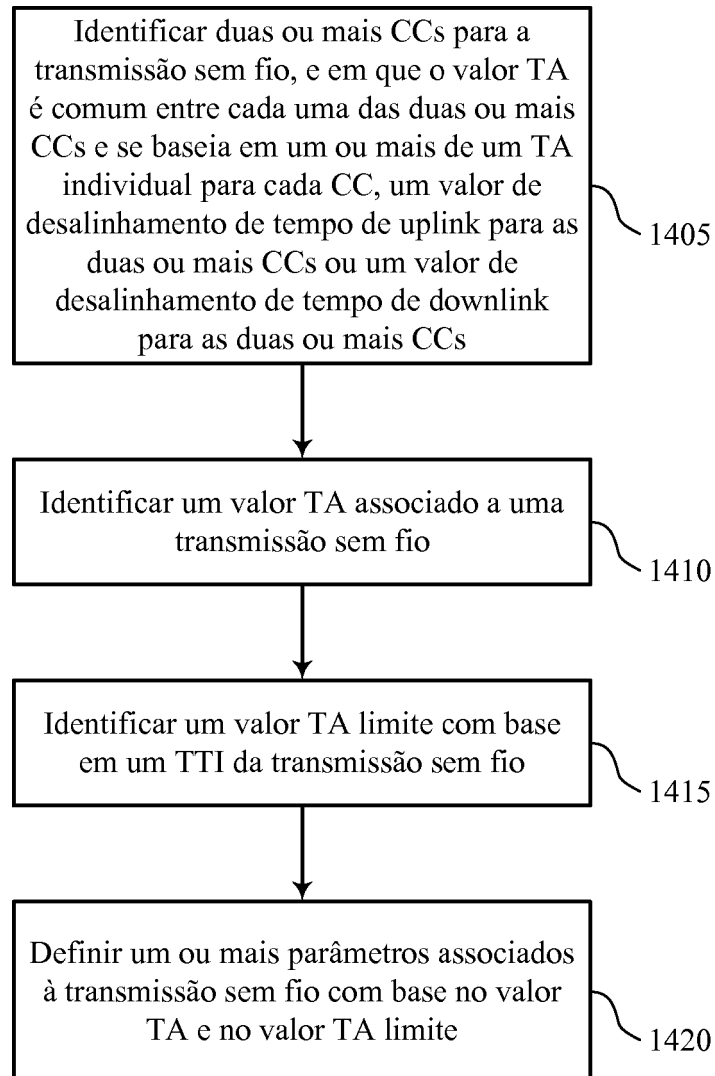 Identificar duas ou mais CCs para a
transmissão sem fio, e em que o valor TA
é comum entre cada uma das duas ou mais
CCs e se baseia em um ou mais de um TA
individual para cada CC, um valor de
desalinhamento de tempo de uplink para as
duas ou mais CCs ou um valor de
desalinhamento de tempo de downlink
para as duas ou mais CCs
1405
Identificar um valor TA associado a uma
transmissão sem fio
1410
Identificar um valor TA limite com base
em um TTI da transmissão sem fio
1415
Definir um ou mais parâmetros associados
à transmissão sem fio com base no valor
TA e no valor TA limite
1420